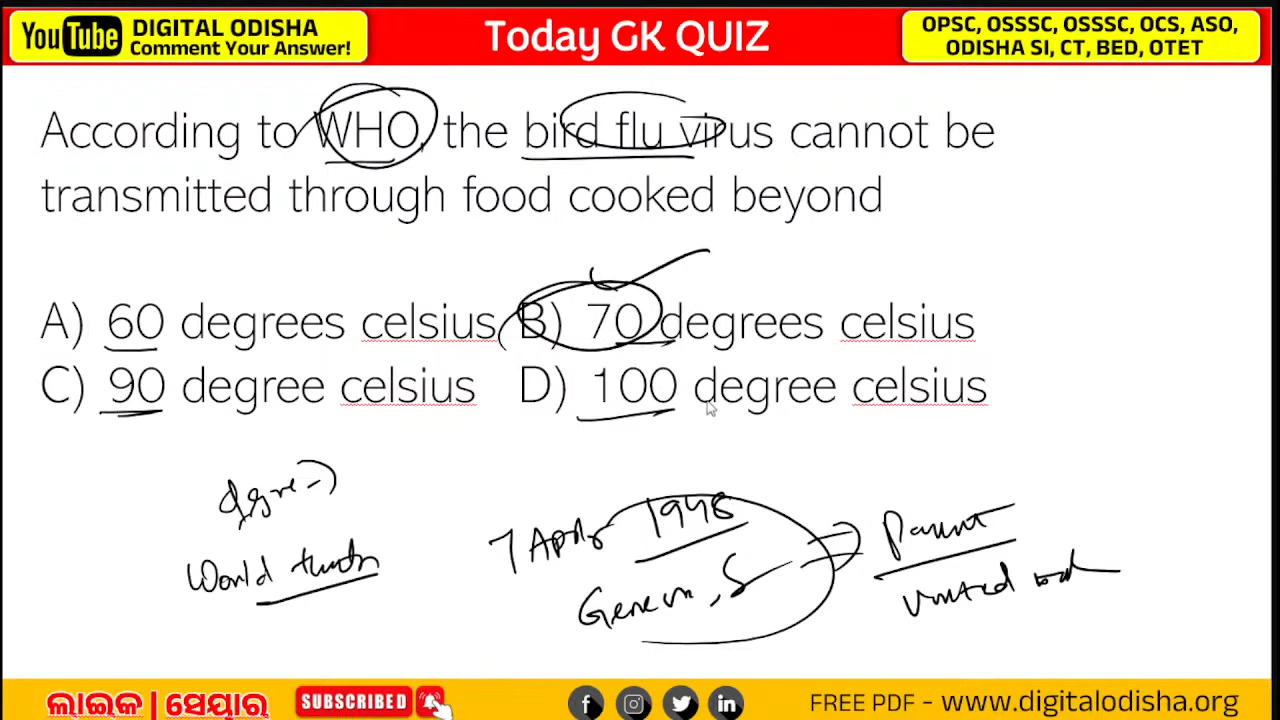 YouTube DIGITAL ODISHA
Comment Your Answer!
Today GK QUIZ
OPSC, OSSSC, OSSSC, OCS, ASO,
ODISHA SI, CT, BED, OTET
According to WHO, the bird flu virus cannot be
transmitted through food cooked beyond
A) 60 degrees celsius B) 70 degrees celsius
C) 90 degree celsius D) 100 degree celsius
7 April 1948
World
Geneva, S
Parent
ଲାଇକ | ସେୟାର୍
SUBSCRIBED
FREE PDF - www.digitalodisha.org